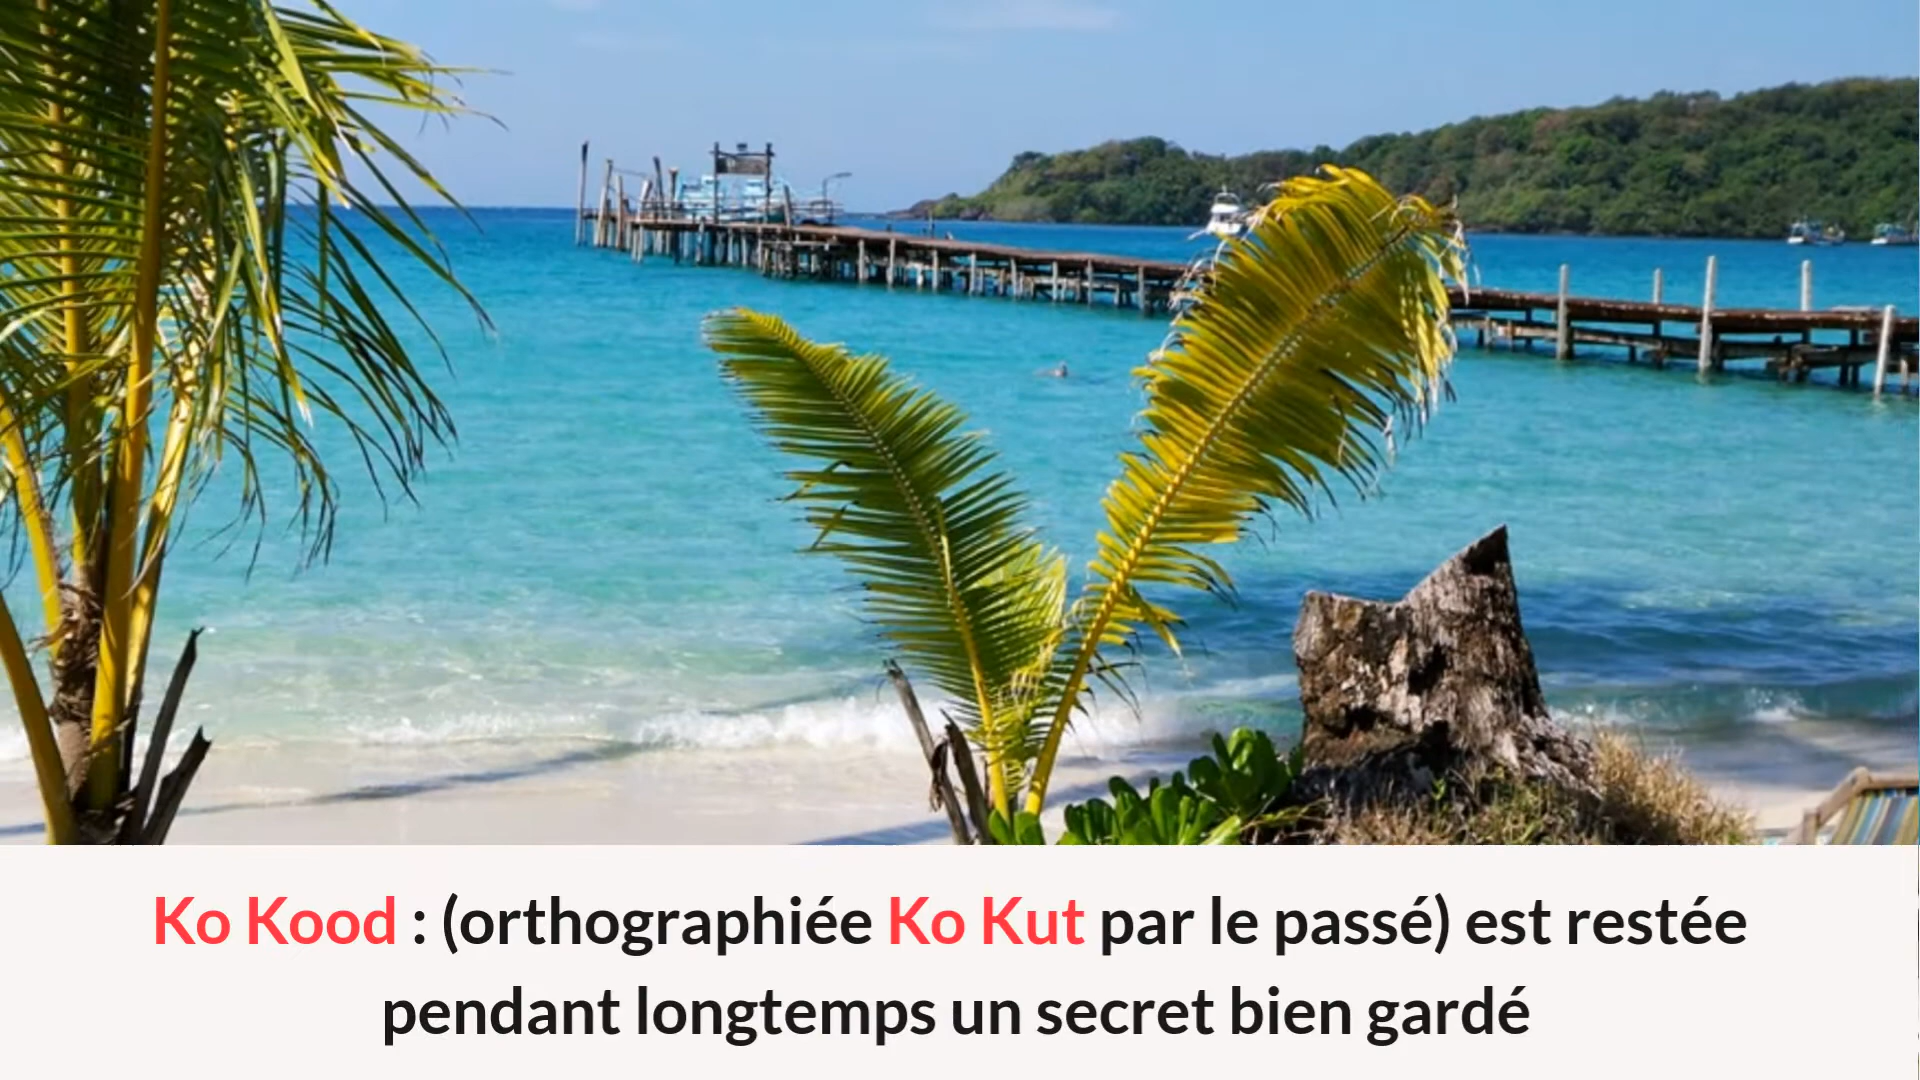 Ko Kood : (orthographiée Ko Kut par le passé) est restée
pendant longtemps un secret bien gardé